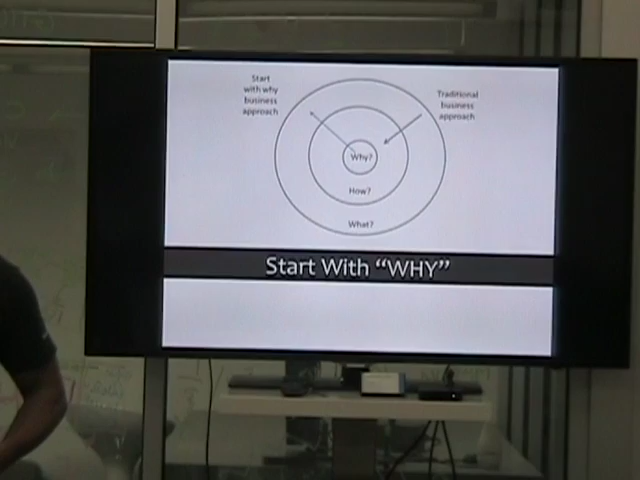 Start
with why
business
approach
Traditional
business
approach
Why?
How?
What?
Start With “WHY”